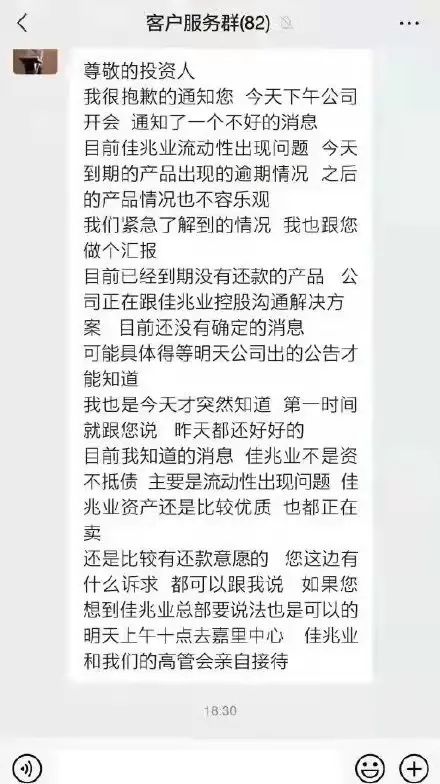 客户服务群(82)
尊敬的投资人
我很抱歉的通知您 今天下午公司
开会 通知了一个不好的消息
目前佳兆业流动性出现问题 今天
到期的产品出现的逾期情况 之后
的产品情况也不容乐观
我们紧急了解到的情况 我也跟您
做个汇报
目前已经到期没有还款的产品 公
司正在跟佳兆业控股沟通解决方
案 目前还没有确定的消息
可能具体得等明天公司出的公告才
能知道
我也是今天才突然知道 第一时间
就跟您说 昨天都还好好的
目前我知道的消息 佳兆业不是资
不抵债 主要是流动性出现问题 佳
兆业资产还是比较优质 也都正在
卖
还是比较有还款意愿的 您这边有
什么诉求 都可以跟我说 如果您
想到佳兆业总部要说法也是可以的
明天上午十点去嘉里中心 佳兆业
和我们的高管会亲自接待
18:30